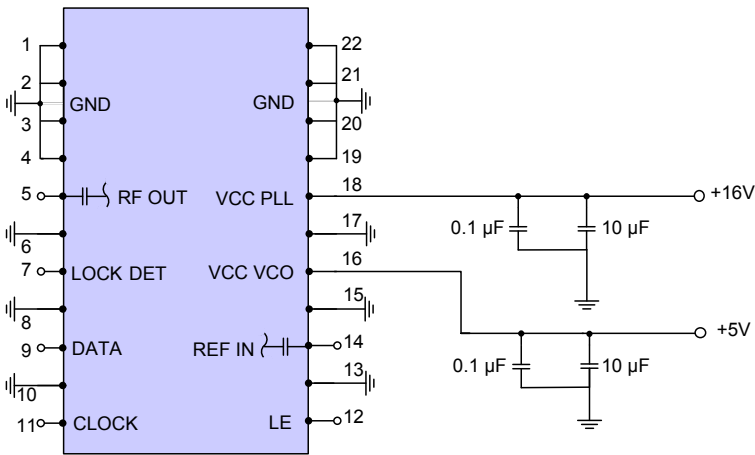 1
22
2
21
GND
GND
3
20
4
19
5
RF OUT
VCC PLL
18
+16V
6
17
0.1 µF
10 µF
7
LOCK DET
VCC VCO
16
8
15
+5V
9
DATA
REF IN
14
0.1 µF
10 µF
10
13
11
CLOCK
LE
12